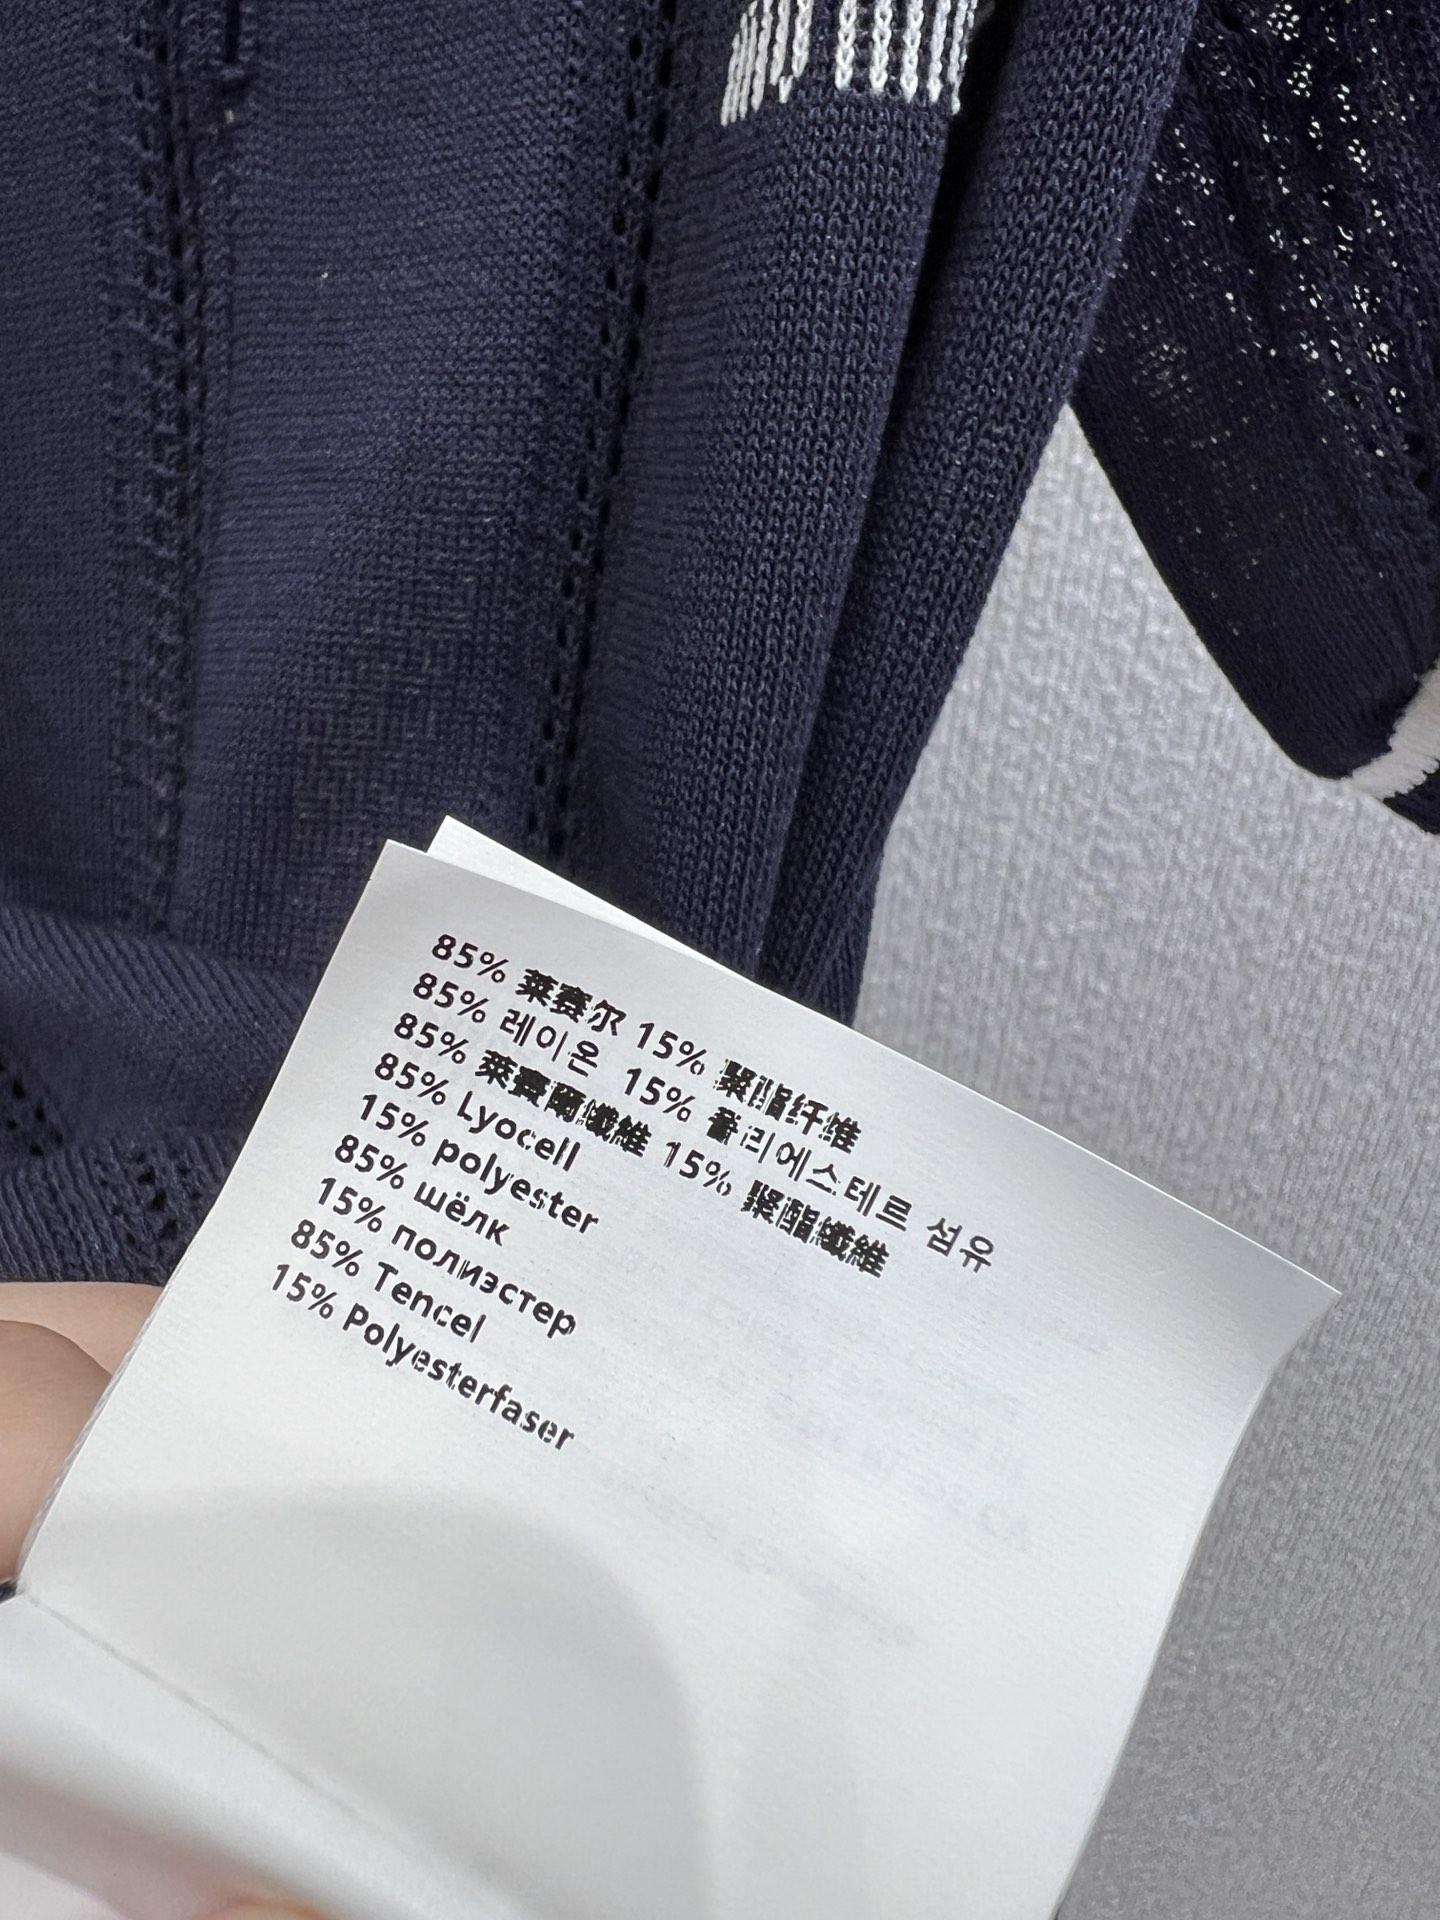 85% 莱赛尔 15% 聚酯纤维
85% 레이온 15% 폴리에스테르 섬유
85% 萊賽爾纖維 15% 聚酯纖維
85% Lyocell
15% polyester
85% шёлк
15% полиэстер
85% Tencel
15% Polyesterfaser